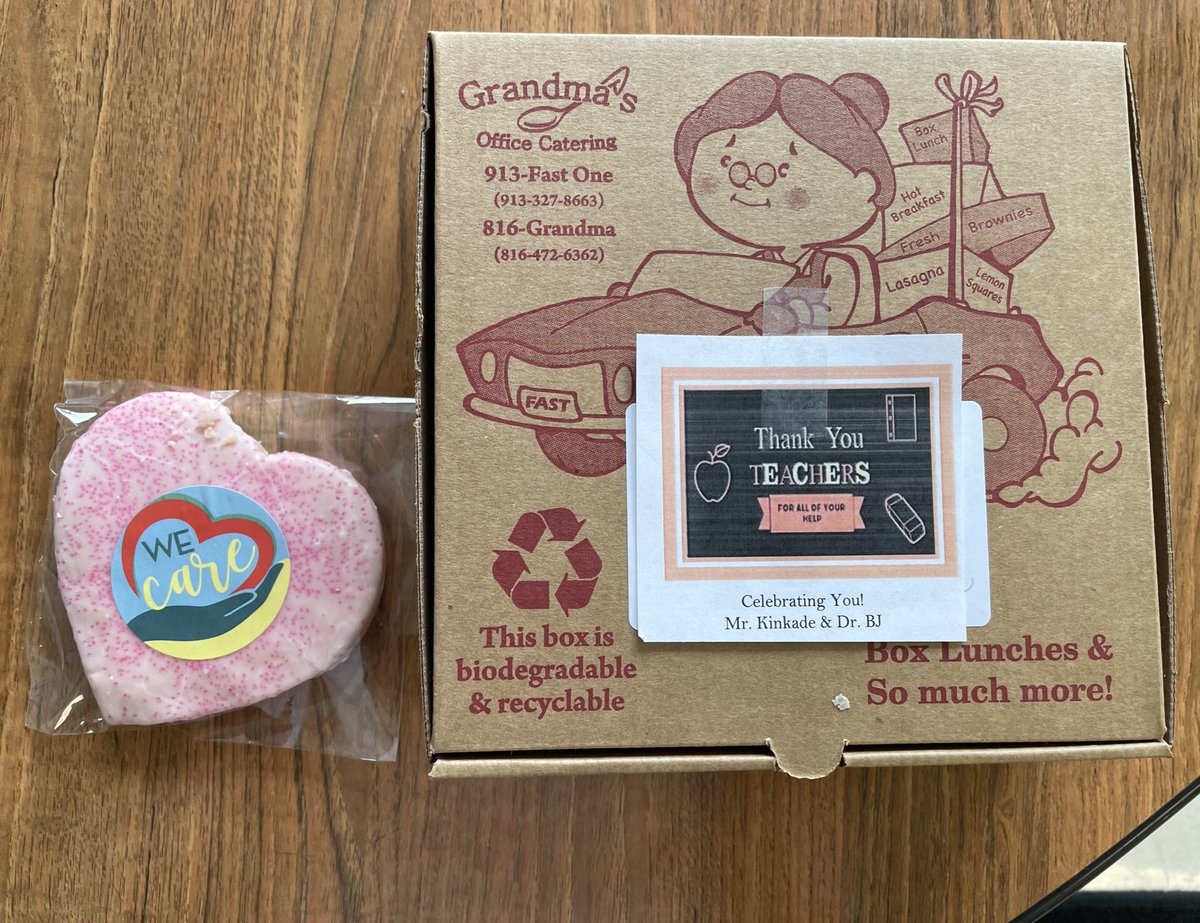 Grandma's
Office Catering
913-Fast One
(913-327-8663)
816-Grandma
(816-472-6362)
Box
Lunch
Hot
Breakfast
Fresh
Brownies
Lasagna
Lemon
Squares
FAST
Thank You
TEACHERS
FOR ALL OF YOUR
HELP
Celebrating You!
Mr. Kinkade & Dr. BJ
WE
care
This box is
biodegradable
& recyclable
Box Lunches &
So much more!